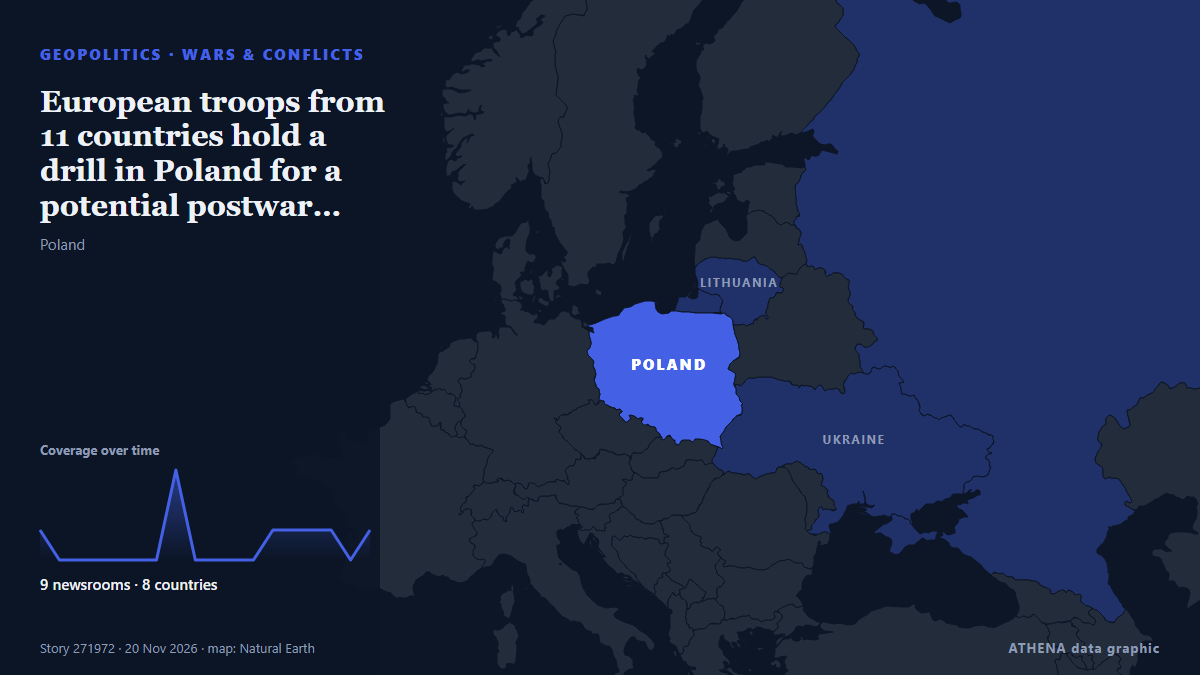 GEOPOLITICS · WARS & CONFLICTS
European troops from
11 countries hold a
drill in Poland for a
potential postwar...
Poland
LITHUANIA
POLAND
UKRAINE
Coverage over time
9 newsrooms · 8 countries
Story 271972 · 20 Nov 2026 · map: Natural Earth
ATHENA data graphic